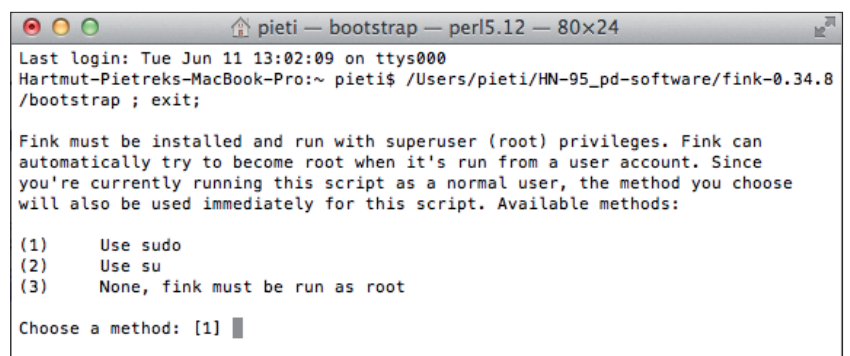 pieti — bootstrap — perl5.12 — 80×24
Last login: Tue Jun 11 13:02:09 on ttys000
Hartmut-Pietreks-MacBook-Pro:~ pieti$ /Users/pieti/HN-95_pd-software/fink-0.34.8
/bootstrap ; exit;
Fink must be installed and run with superuser (root) privileges. Fink can
automatically try to become root when it's run from a user account. Since
you're currently running this script as a normal user, the method you choose
will also be used immediately for this script. Available methods:
(1) Use sudo
(2) Use su
(3) None, fink must be run as root
Choose a method: [1]